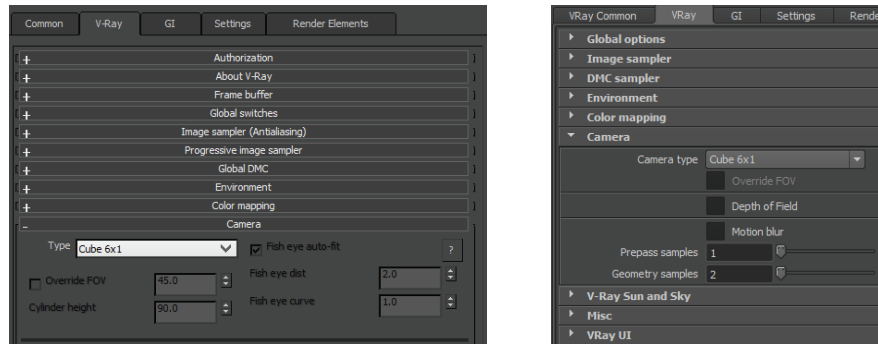 Common V-Ray GI Settings Render Elements
+ Authorization
+ About V-Ray
+ Frame buffer
+ Global switches
+ Image sampler (Antialiasing)
+ Progressive image sampler
+ Global DMC
+ Environment
+ Color mapping
- Camera
Type Cube 6x1 Fish eye auto-fit ?
Override FOV 45.0 Fish eye dist 2.0
Cylinder height 90.0 Fish eye curve 1.0
VRay Common VRay GI Settings Rende
Global options
Image sampler
DMC sampler
Environment
Color mapping
Camera
Camera type Cube 6x1
Override FOV
Depth of Field
Motion blur
Prepass samples 1
Geometry samples 2
V-Ray Sun and Sky
Misc
VRay UI